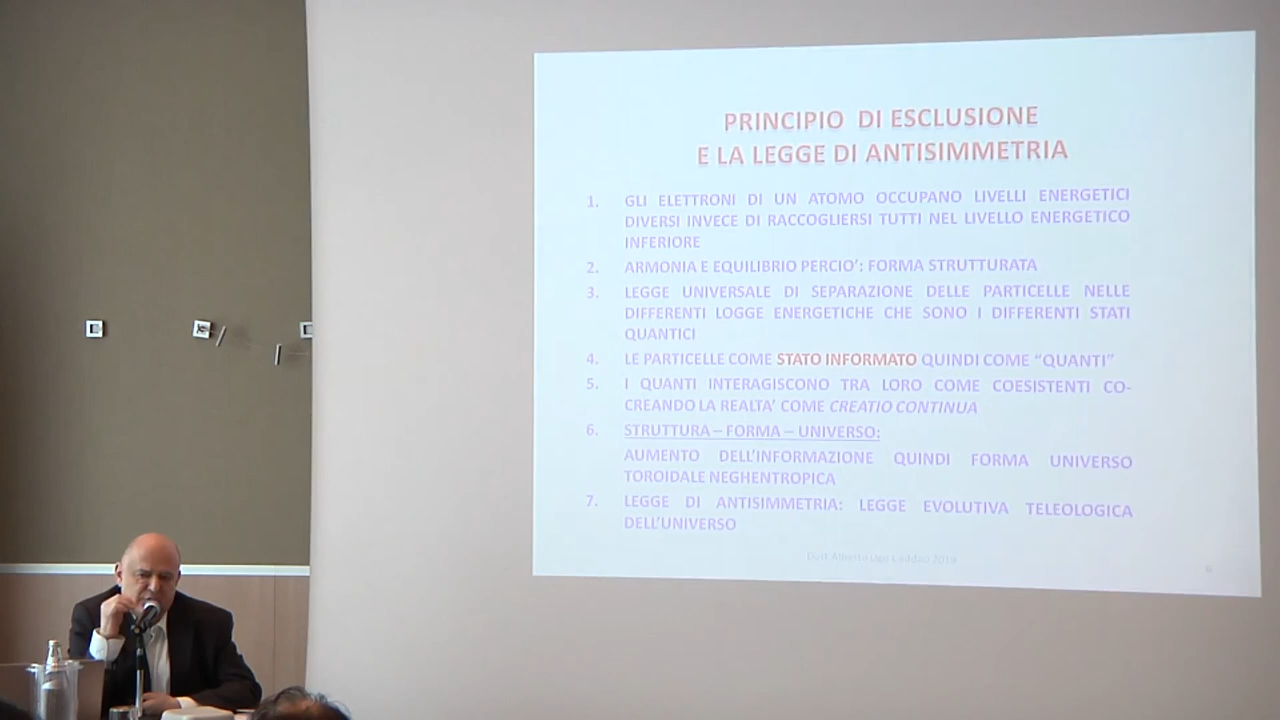 PRINCIPIO DI ESCLUSIONE
E LA LEGGE DI ANTISIMMETRIA
1. GLI ELETTRONI DI UN ATOMO OCCUPANO LIVELLI ENERGETICI
DIVERSI INVECE DI RACCOGLIERSI TUTTI NEL LIVELLO ENERGETICO
INFERIORE
2. ARMONIA E EQUILIBRIO PERCIO': FORMA STRUTTURATA
3. LEGGE UNIVERSALE DI SEPARAZIONE DELLE PARTICELLE NELLE
DIFFERENTI LOGGE ENERGETICHE CHE SONO I DIFFERENTI STATI
QUANTICI
4. LE PARTICELLE COME STATO INFORMATO QUINDI COME “QUANTI”
5. I QUANTI INTERAGISCONO TRA LORO COME COESISTENTI CO-
CREANDO LA REALTA' COME CREATIO CONTINUA
6. STRUTTURA – FORMA – UNIVERSO:
AUMENTO DELL'INFORMAZIONE QUINDI FORMA UNIVERSO
TOROIDALE NEGHENTROPICA
7. LEGGE DI ANTISIMMETRIA: LEGGE EVOLUTIVA TELEOLOGICA
DELL'UNIVERSO
Dott Alberto